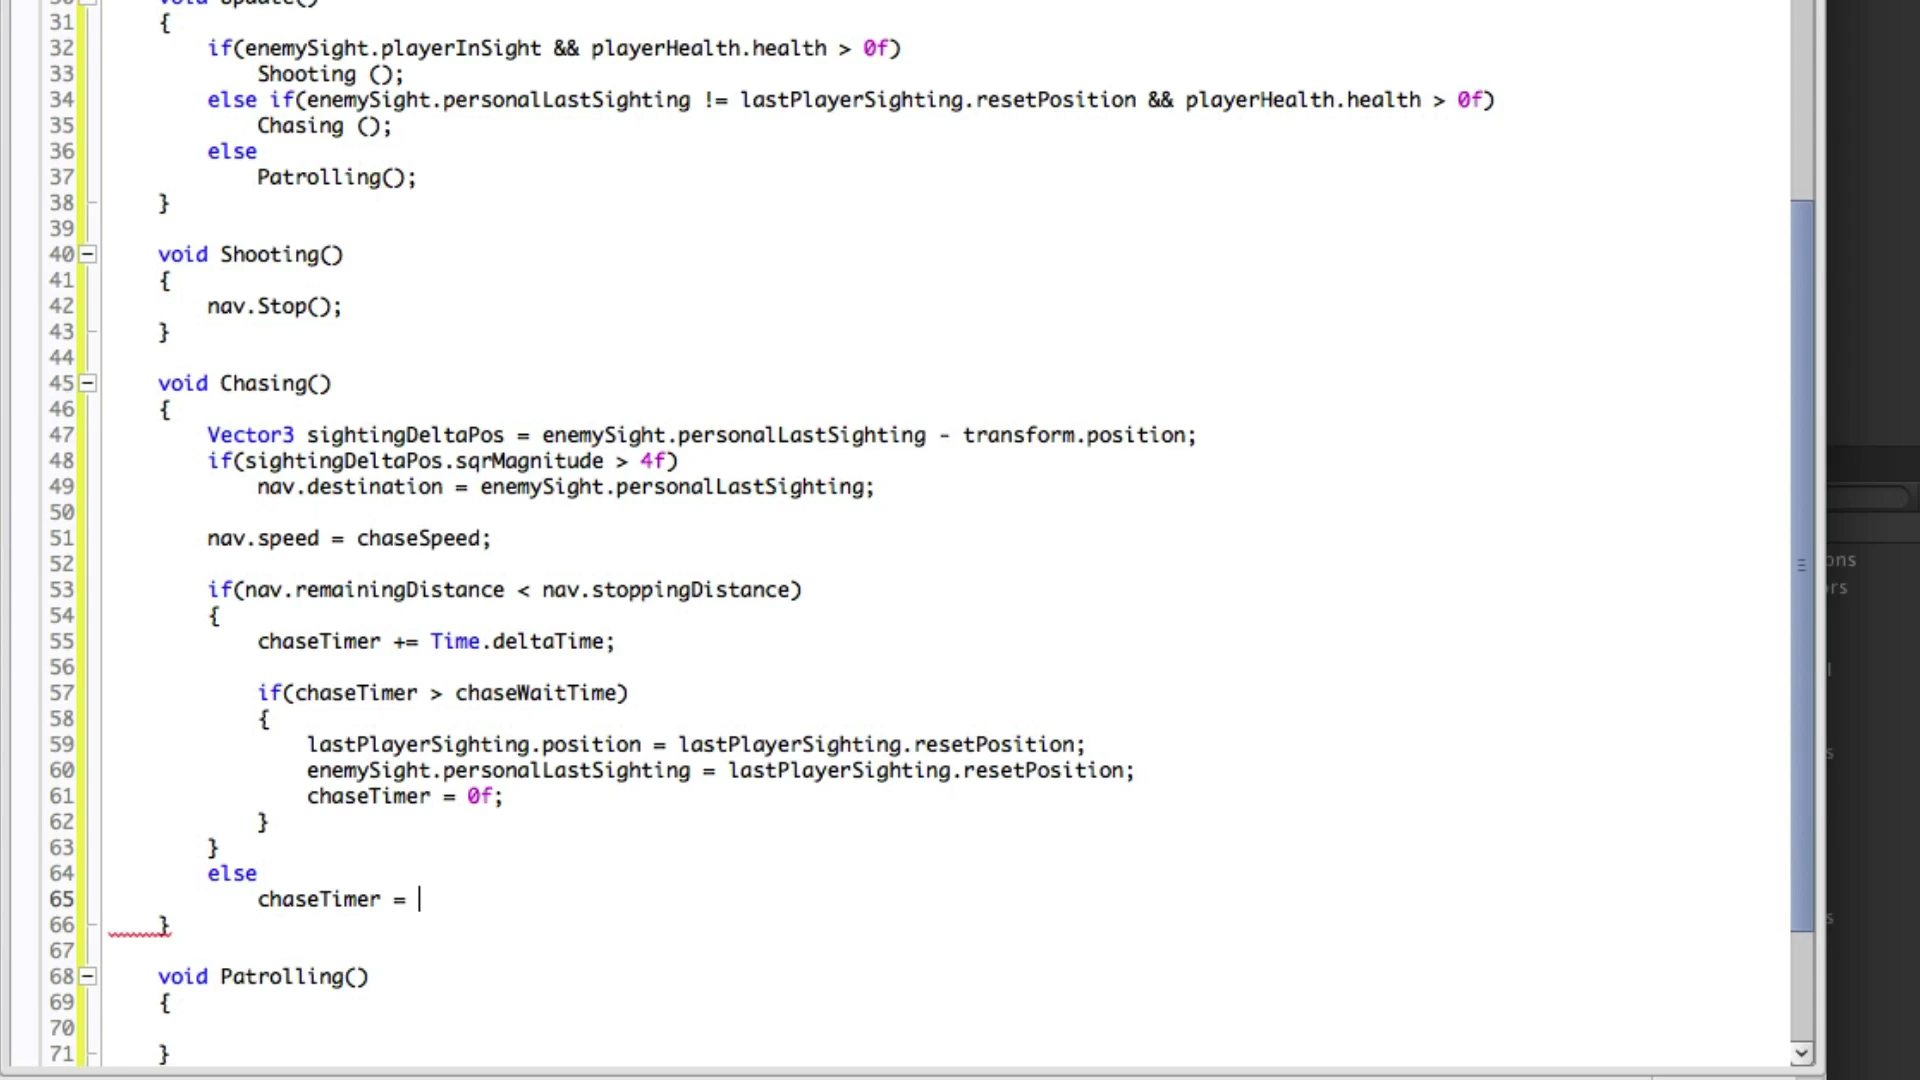 30 void Update()
31 {
32 if(enemySight.playerInSight && playerHealth.health > 0f)
33 Shooting ();
34 else if(enemySight.personalLastSighting != lastPlayerSighting.resetPosition && playerHealth.health > 0f)
35 Chasing ();
36 else
37 Patrolling();
38 }
39
40 void Shooting()
41 {
42 nav.Stop();
43 }
44
45 void Chasing()
46 {
47 Vector3 sightingDeltaPos = enemySight.personalLastSighting - transform.position;
48 if(sightingDeltaPos.sqrMagnitude > 4f)
49 nav.destination = enemySight.personalLastSighting;
50
51 nav.speed = chaseSpeed;
52
53 if(nav.remainingDistance < nav.stoppingDistance)
54 {
55 chaseTimer += Time.deltaTime;
56
57 if(chaseTimer > chaseWaitTime)
58 {
59 lastPlayerSighting.position = lastPlayerSighting.resetPosition;
60 enemySight.personalLastSighting = lastPlayerSighting.resetPosition;
61 chaseTimer = 0f;
62 }
63 }
64 else
65 chaseTimer =
66 }
67
68 void Patrolling()
69 {
70
71 }
ons
rs